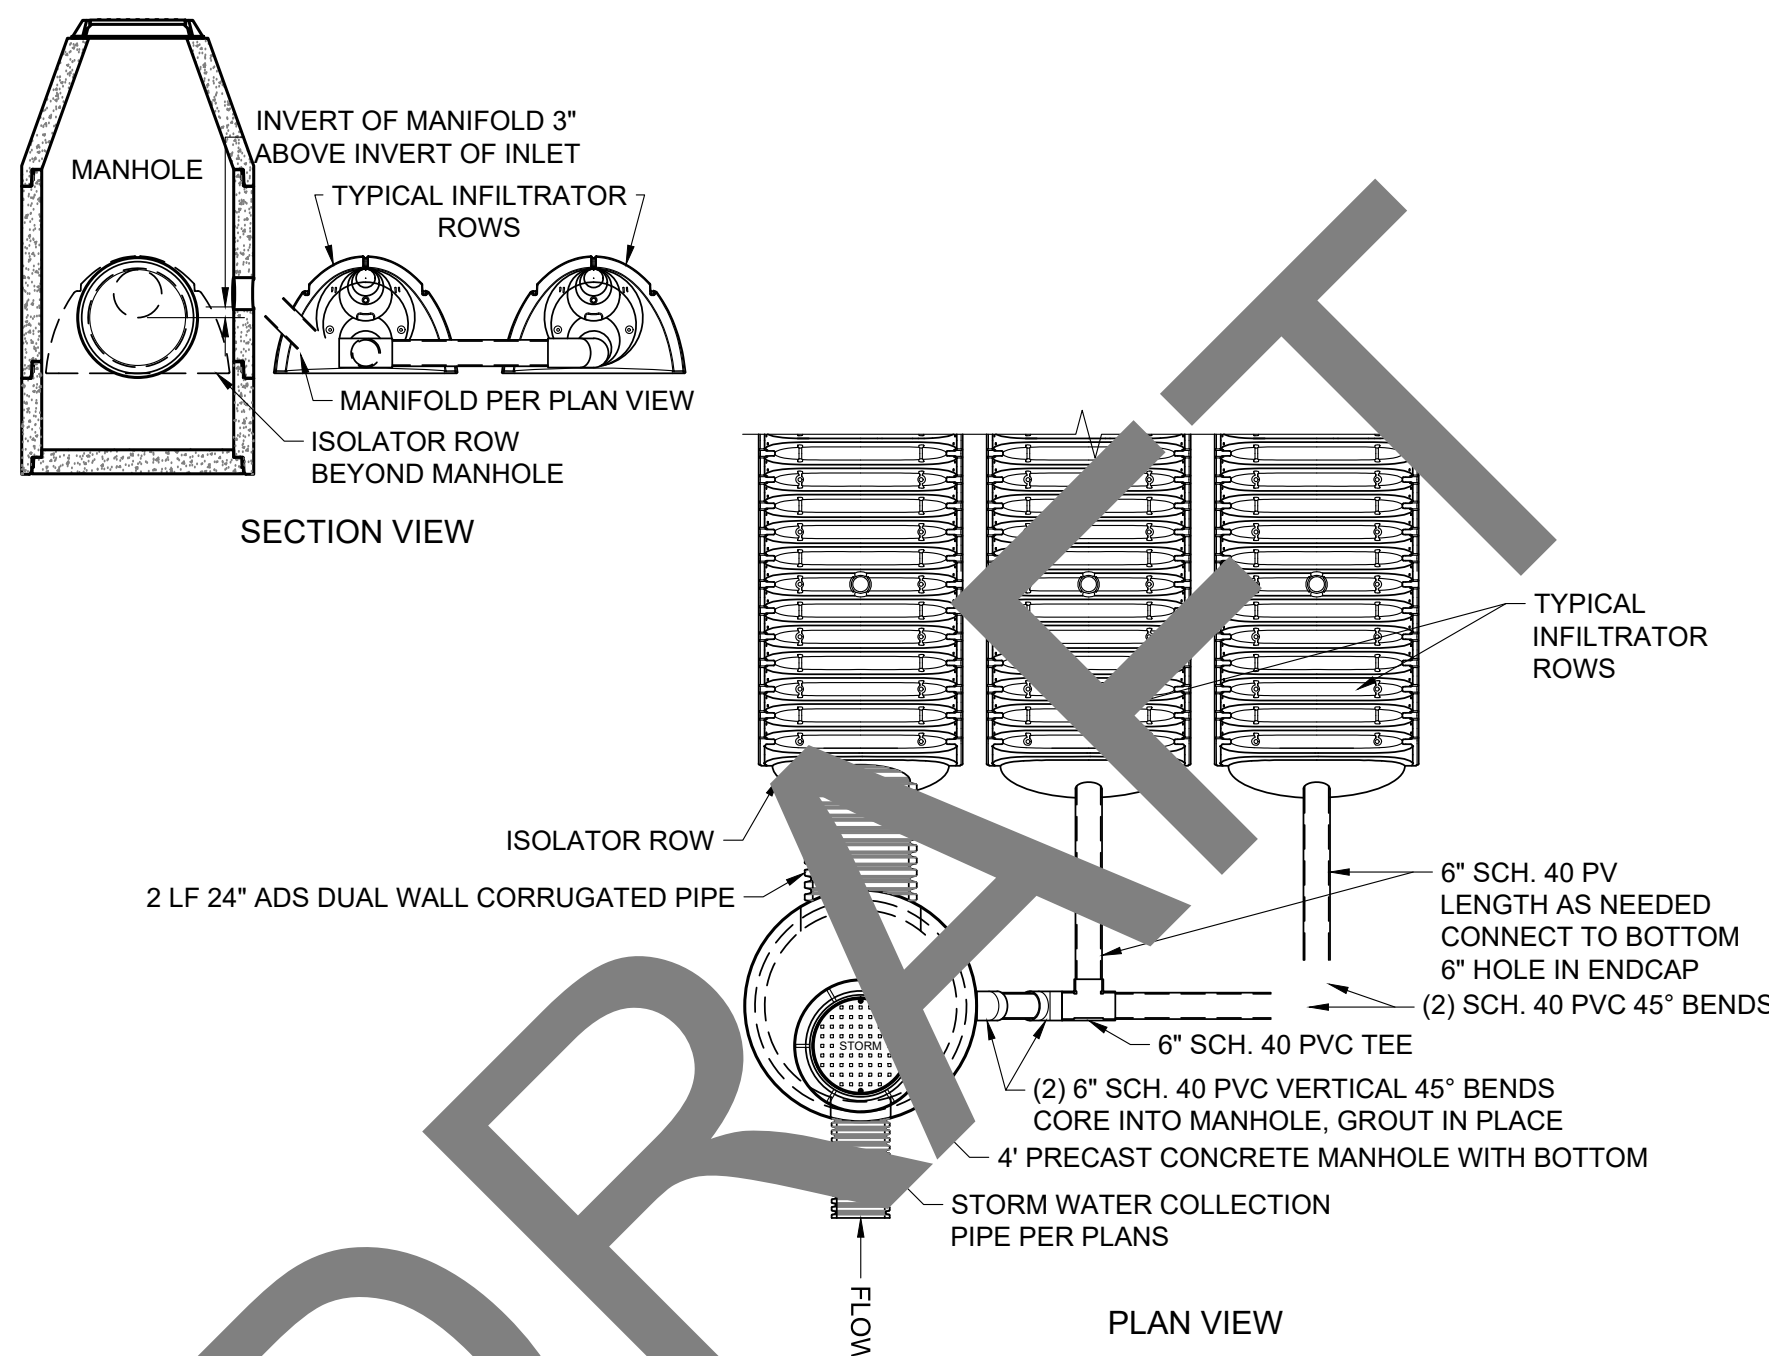 INVERT OF MANIFOLD 3"
ABOVE INVERT OF INLET
MANHOLE
TYPICAL INFILTRATOR
ROWS
MANIFOLD PER PLAN VIEW
ISOLATOR ROW
BEYOND MANHOLE
SECTION VIEW
TYPICAL
INFILTRATOR
ROWS
ISOLATOR ROW
2 LF 24" ADS DUAL WALL CORRUGATED PIPE
6" SCH. 40 PV
LENGTH AS NEEDED
CONNECT TO BOTTOM
6" HOLE IN ENDCAP
(2) SCH. 40 PVC 45° BENDS
STORM
6" SCH. 40 PVC TEE
(2) 6" SCH. 40 PVC VERTICAL 45° BENDS
CORE INTO MANHOLE, GROUT IN PLACE
4' PRECAST CONCRETE MANHOLE WITH BOTTOM
STORM WATER COLLECTION
PIPE PER PLANS
FLOW
PLAN VIEW
DRAFT